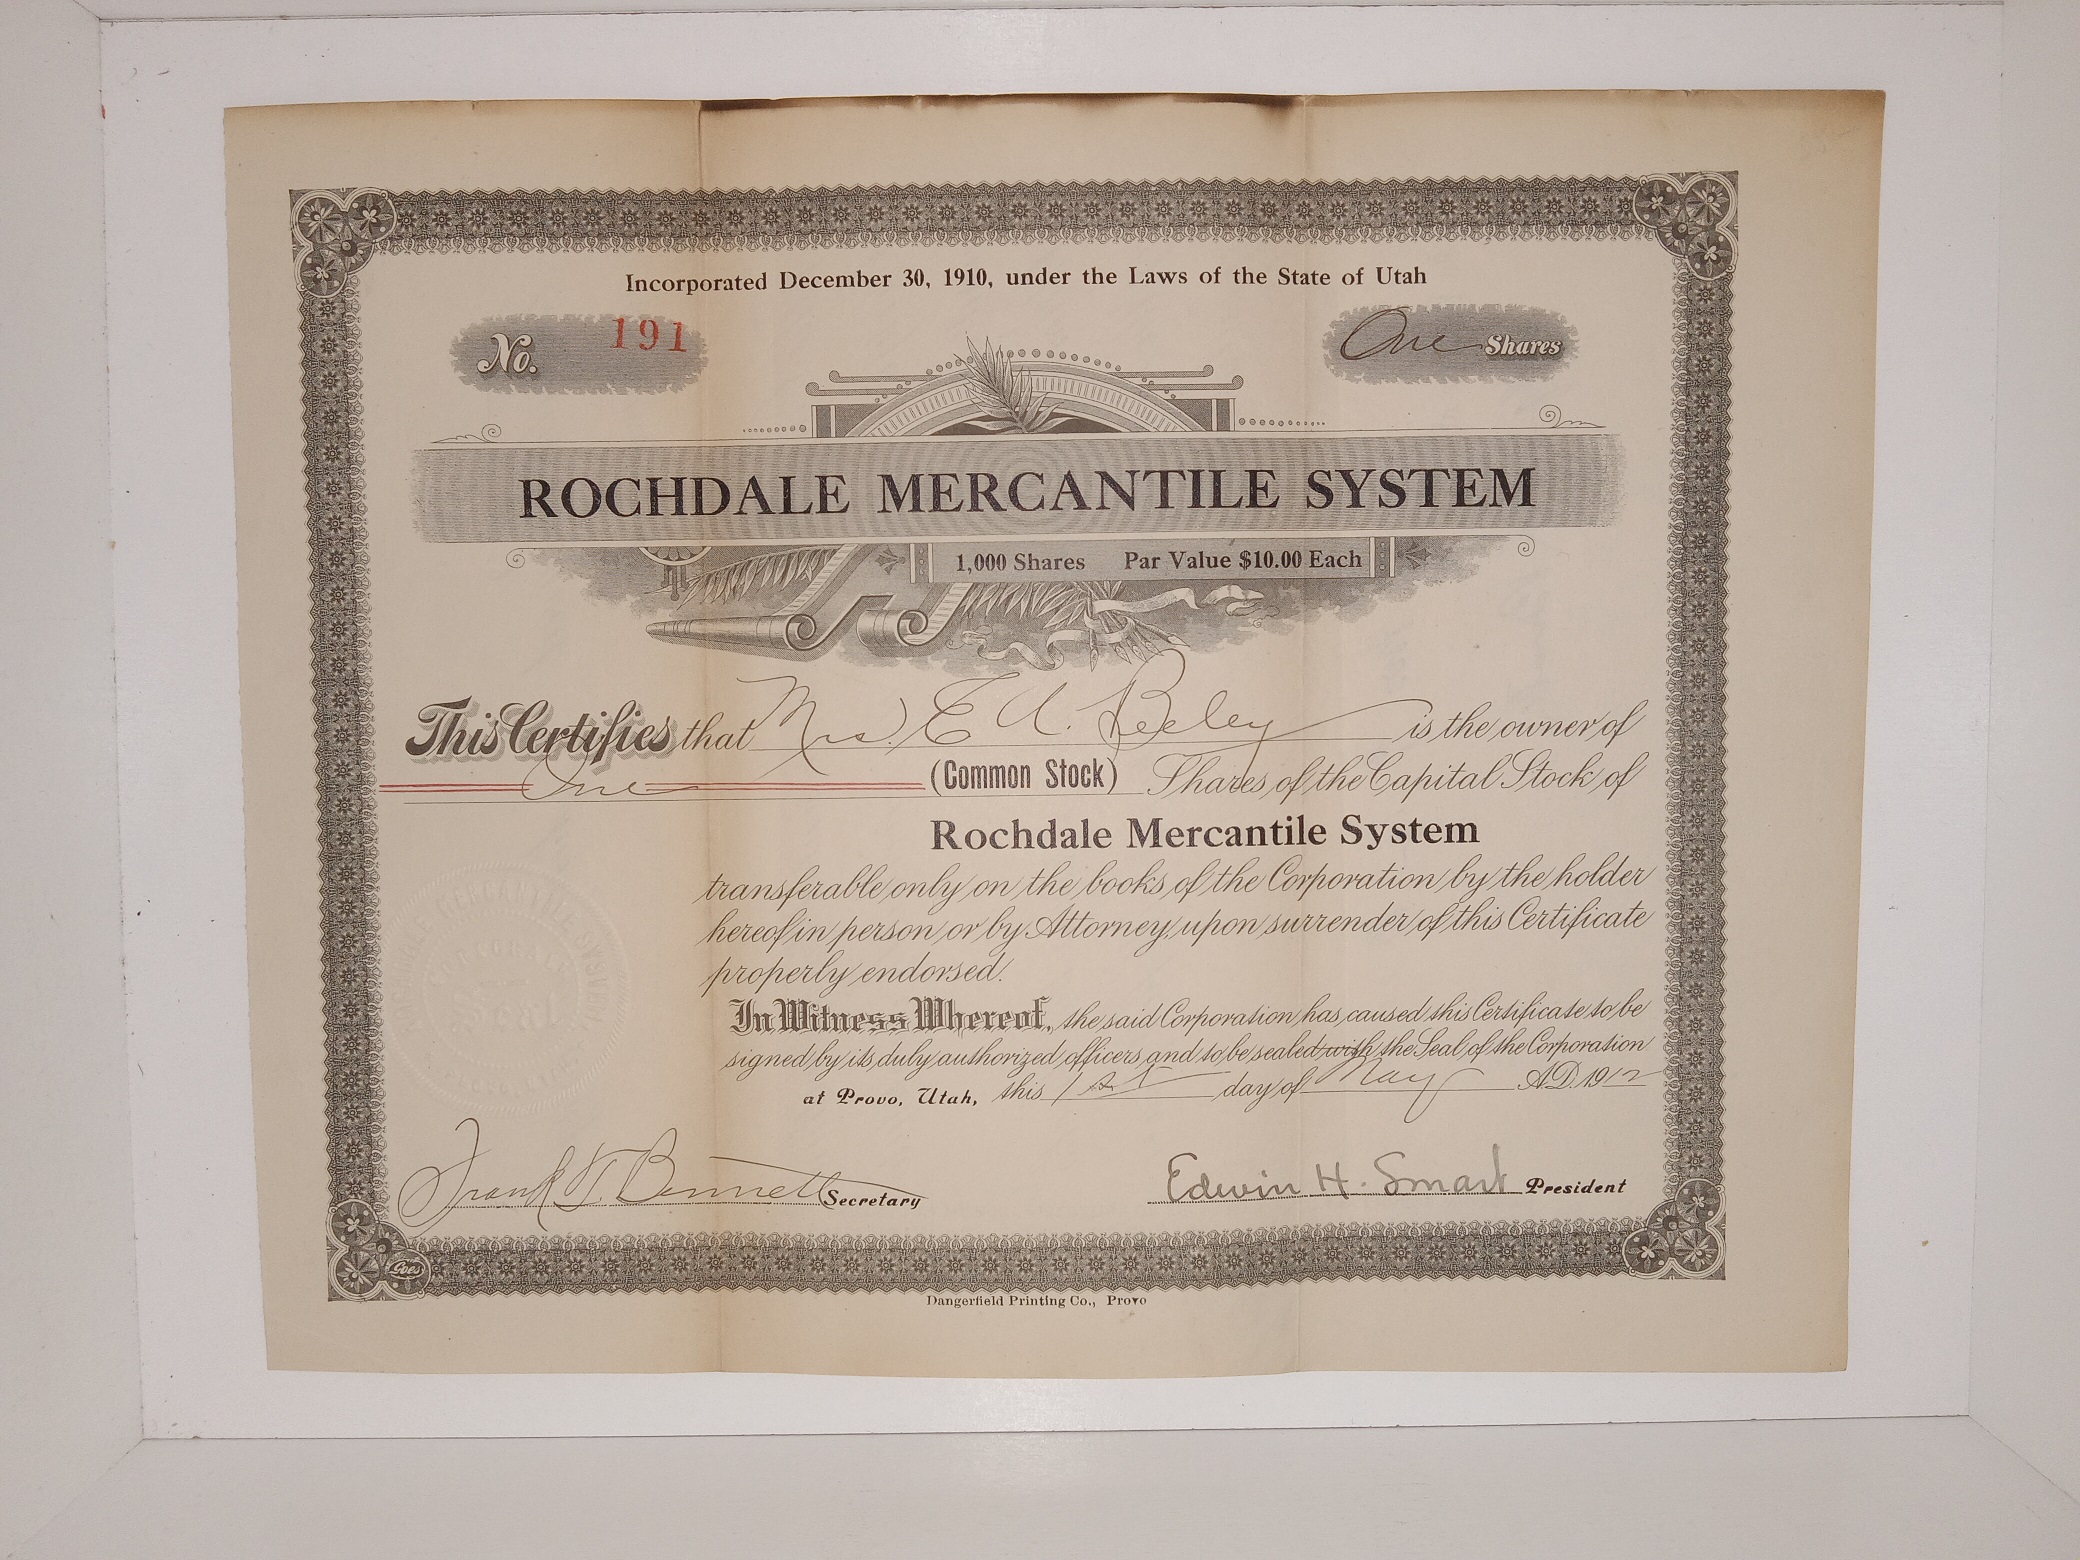 Incorporated December 30, 1910, under the Laws of the State of Utah
No. 191
One Shares
ROCHDALE MERCANTILE SYSTEM
1,000 Shares Par Value $10.00 Each
This Certifies that Mrs. E A. Beeley is the owner of
One (Common Stock) Shares of the Capital Stock of
Rochdale Mercantile System
transferable only on the books of the Corporation by the holder
hereof in person or by Attorney, upon surrender of this Certificate
properly endorsed.
In Witness Whereof, the said Corporation has caused this Certificate to be
signed by its duly authorized officers and to be sealed with the Seal of the Corporation
at Provo, Utah, this 1st day of May A.D. 1912
Frank Bennett Secretary
Edwin H. Smart President
Goes
Dangerfield Printing Co., Provo